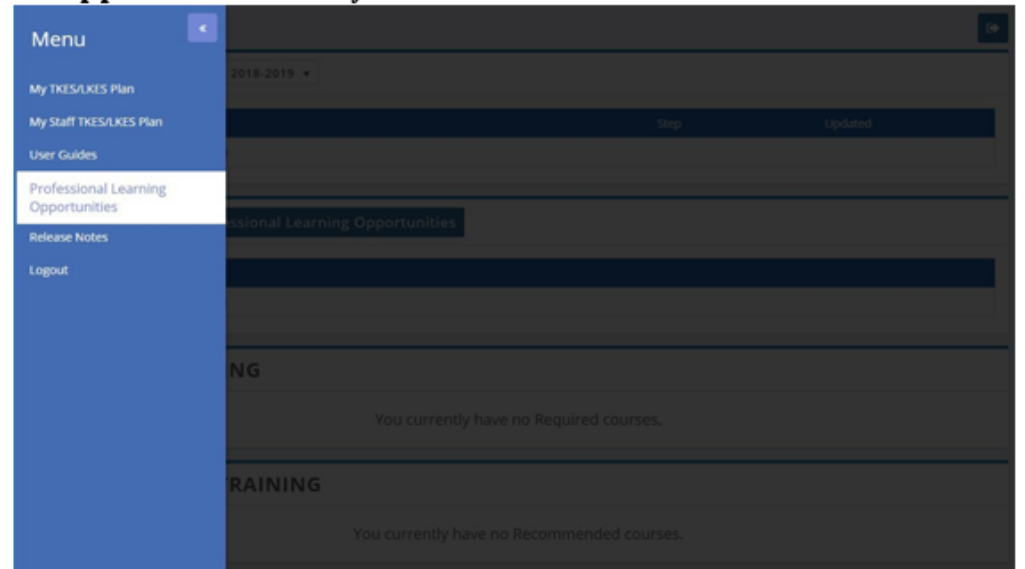 Menu
2018-2019
My TKES/LKES Plan
My Staff TKES/LKES Plan
Step Updated
User Guides
Professional Learning
Opportunities
Learning Opportunities
Release Notes
Logout
NG
You currently have no Required courses.
RAINING
You currently have no Recommended courses.